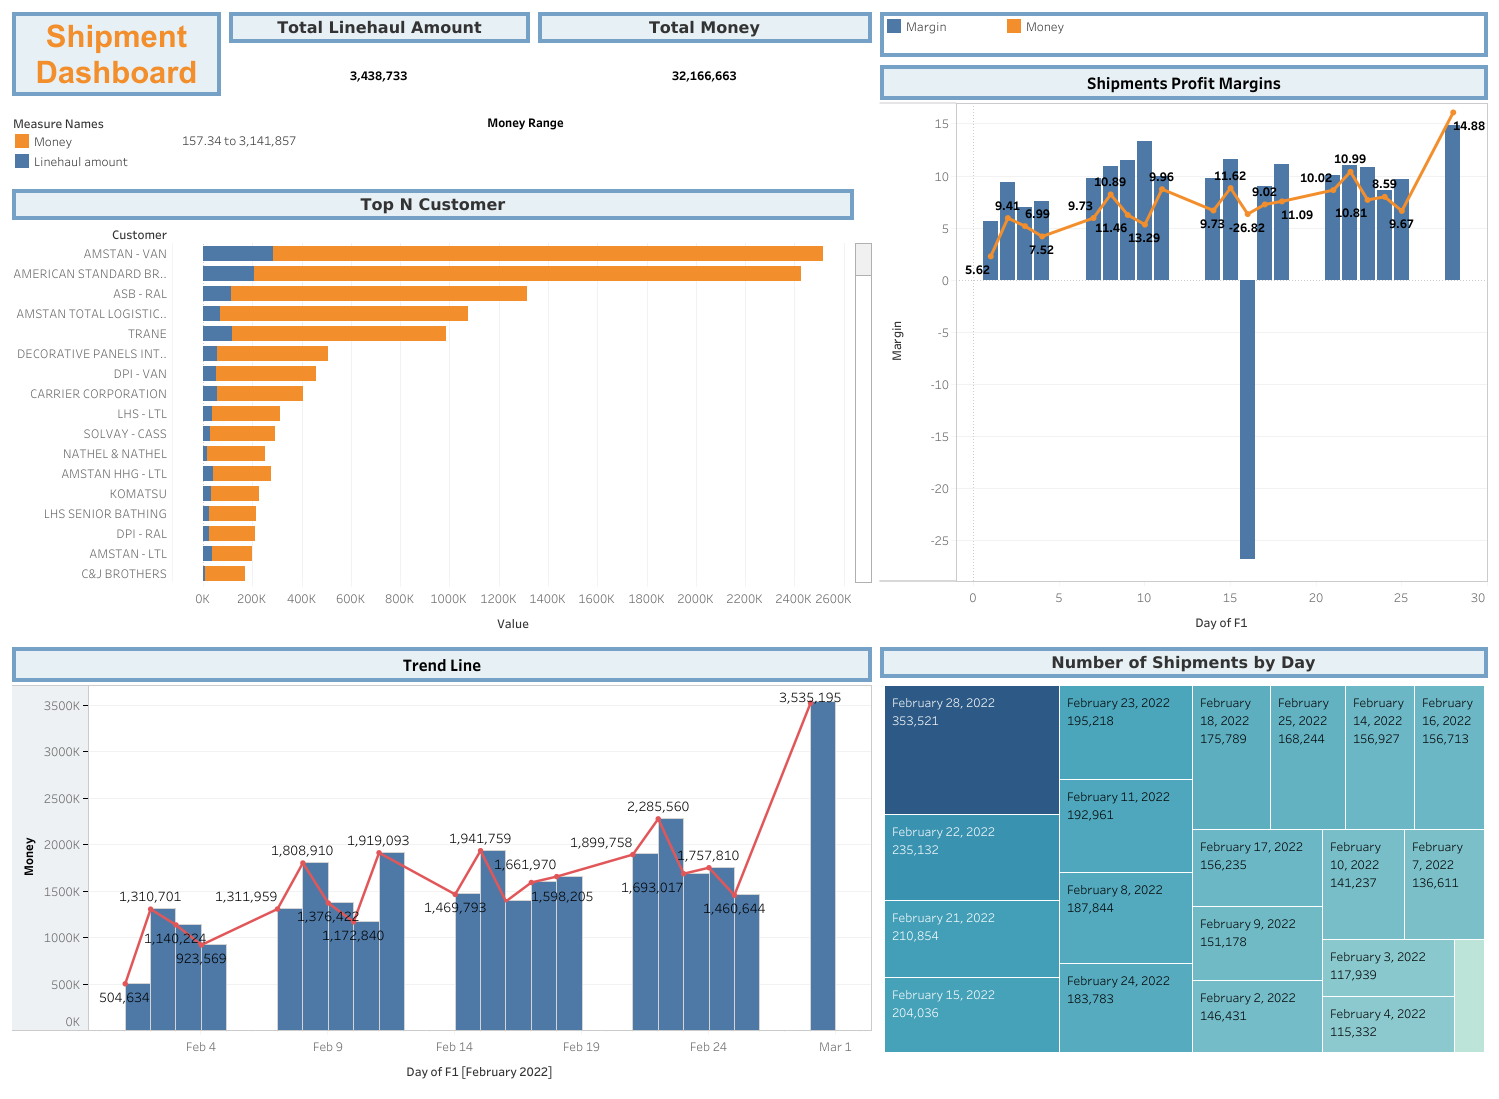 Shipment
Dashboard
Total Linehaul Amount
3,438,733
Total Money
32,166,663
Margin
Money
Measure Names
Money
Linehaul amount
Money Range
157.34 to 3,141,857
Top N Customer
Customer
AMSTAN - VAN
AMERICAN STANDARD BR..
ASB - RAL
AMSTAN TOTAL LOGISTIC..
TRANE
DECORATIVE PANELS INT..
DPI - VAN
CARRIER CORPORATION
LHS - LTL
SOLVAY - CASS
NATHEL & NATHEL
AMSTAN HHG - LTL
KOMATSU
LHS SENIOR BATHING
DPI - RAL
AMSTAN - LTL
C&J BROTHERS
0K 200K 400K 600K 800K 1000K 1200K 1400K 1600K 1800K 2000K 2200K 2400K 2600K
Value
Shipments Profit Margins
15
10
5
0
-5
-10
-15
-20
-25
Margin
5.62
9.41
6.99
7.52
9.73
10.89
11.46
13.29
9.96
9.73
11.62
-26.82
9.02
11.09
10.02
10.99
10.81
8.59
9.67
14.88
0 5 10 15 20 25 30
Day of F1
Trend Line
3500K
3000K
2500K
2000K
1500K
1000K
500K
0K
Money
504,634
1,310,701
1,140,224
923,569
1,311,959
1,808,910
1,376,422
1,172,840
1,919,093
1,469,793
1,941,759
1,661,970
1,598,205
1,899,758
2,285,560
1,693,017
1,757,810
1,460,644
3,535,195
Feb 4 Feb 9 Feb 14 Feb 19 Feb 24 Mar 1
Day of F1 [February 2022]
Number of Shipments by Day
February 28, 2022
353,521
February 22, 2022
235,132
February 21, 2022
210,854
February 15, 2022
204,036
February 23, 2022
195,218
February 11, 2022
192,961
February 8, 2022
187,844
February 24, 2022
183,783
February
18, 2022
175,789
February
25, 2022
168,244
February
14, 2022
156,927
February
16, 2022
156,713
February 17, 2022
156,235
February 9, 2022
151,178
February 2, 2022
146,431
February
10, 2022
141,237
February
7, 2022
136,611
February 3, 2022
117,939
February 4, 2022
115,332